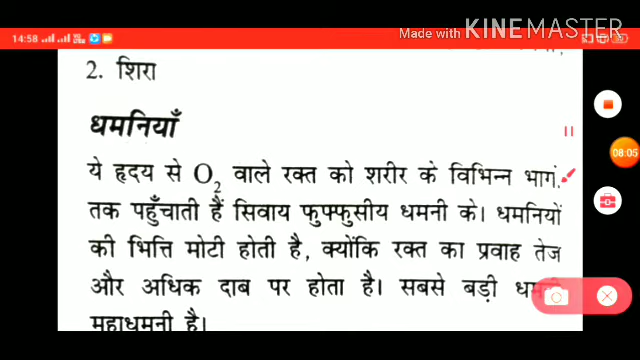 Made with KINEMASTER
14:58
2. शिरा
धमनियाँ
ये हृदय से O₂ वाले रक्त को शरीर के विभिन्न
08:05
तक पहुँचाती हैं सिवाय फुफ्फुसीय धमनी के। धमनियों
की भित्ति मोटी होती है, क्योंकि रक्त का प्रवाह तेज
और अधिक दाब पर होता है। सबसे बड़ी
महाधमनी है।